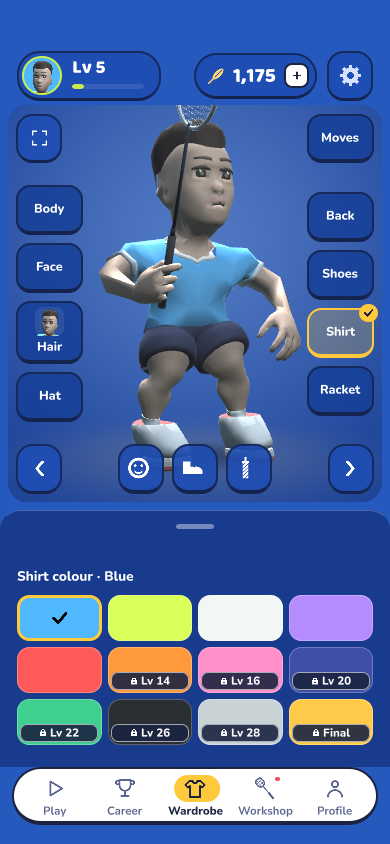 Lv 5
1,175
Moves
Body
Back
Face
Shoes
Hair
Shirt
Hat
Racket
Shirt colour · Blue
Lv 14
Lv 16
Lv 20
Lv 22
Lv 26
Lv 28
Final
Play
Career
Wardrobe
Workshop
Profile